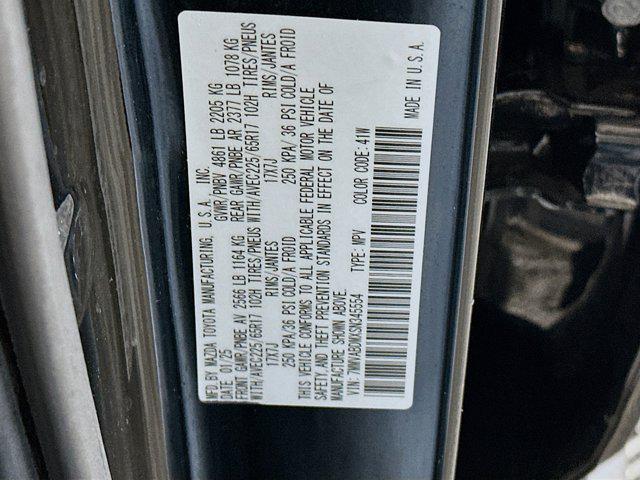 MFD.BY MAZDA TOYOTA MANUFACTURING, U.S.A. INC.
DATE 01/25 GVWR/PNBV 4861 LB 2205 KG
FRONT GAWR/PNBE AV 2566 LB 1164 KG REAR GAWR/PNBE AR 2377 LB 1078 KG
WITH/AVEC225/65R17 102H TIRES/PNEUS WITH/AVEC225/65R17 102H TIRES/PNEUS
17X7J RIMS/JANTES 17X7J RIMS/JANTES
250 KPA/36 PSI COLD/A FROID 250 KPA/36 PSI COLD/A FROID
THIS VEHICLE CONFORMS TO ALL APPLICABLE FEDERAL MOTOR VEHICLE
SAFETY,AND THEFT PREVENTION STANDARDS IN EFFECT ON THE DATE OF
MANUFACTURE SHOWN ABOVE.
VIN: 7MMVABDMXSN345554 TYPE: MPV COLOR CODE: 41W
MADE IN U.S.A.